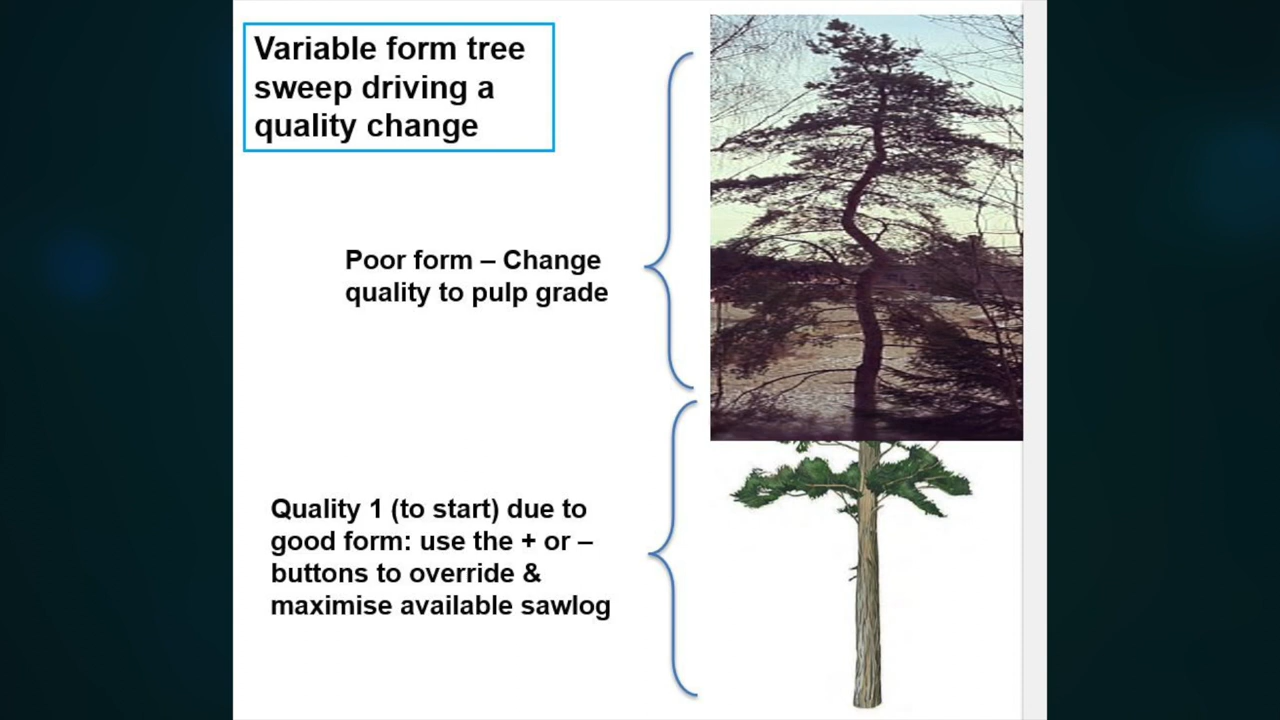 Variable form tree
sweep driving a
quality change
Poor form – Change
quality to pulp grade
Quality 1 (to start) due to
good form: use the + or –
buttons to override &
maximise available sawlog